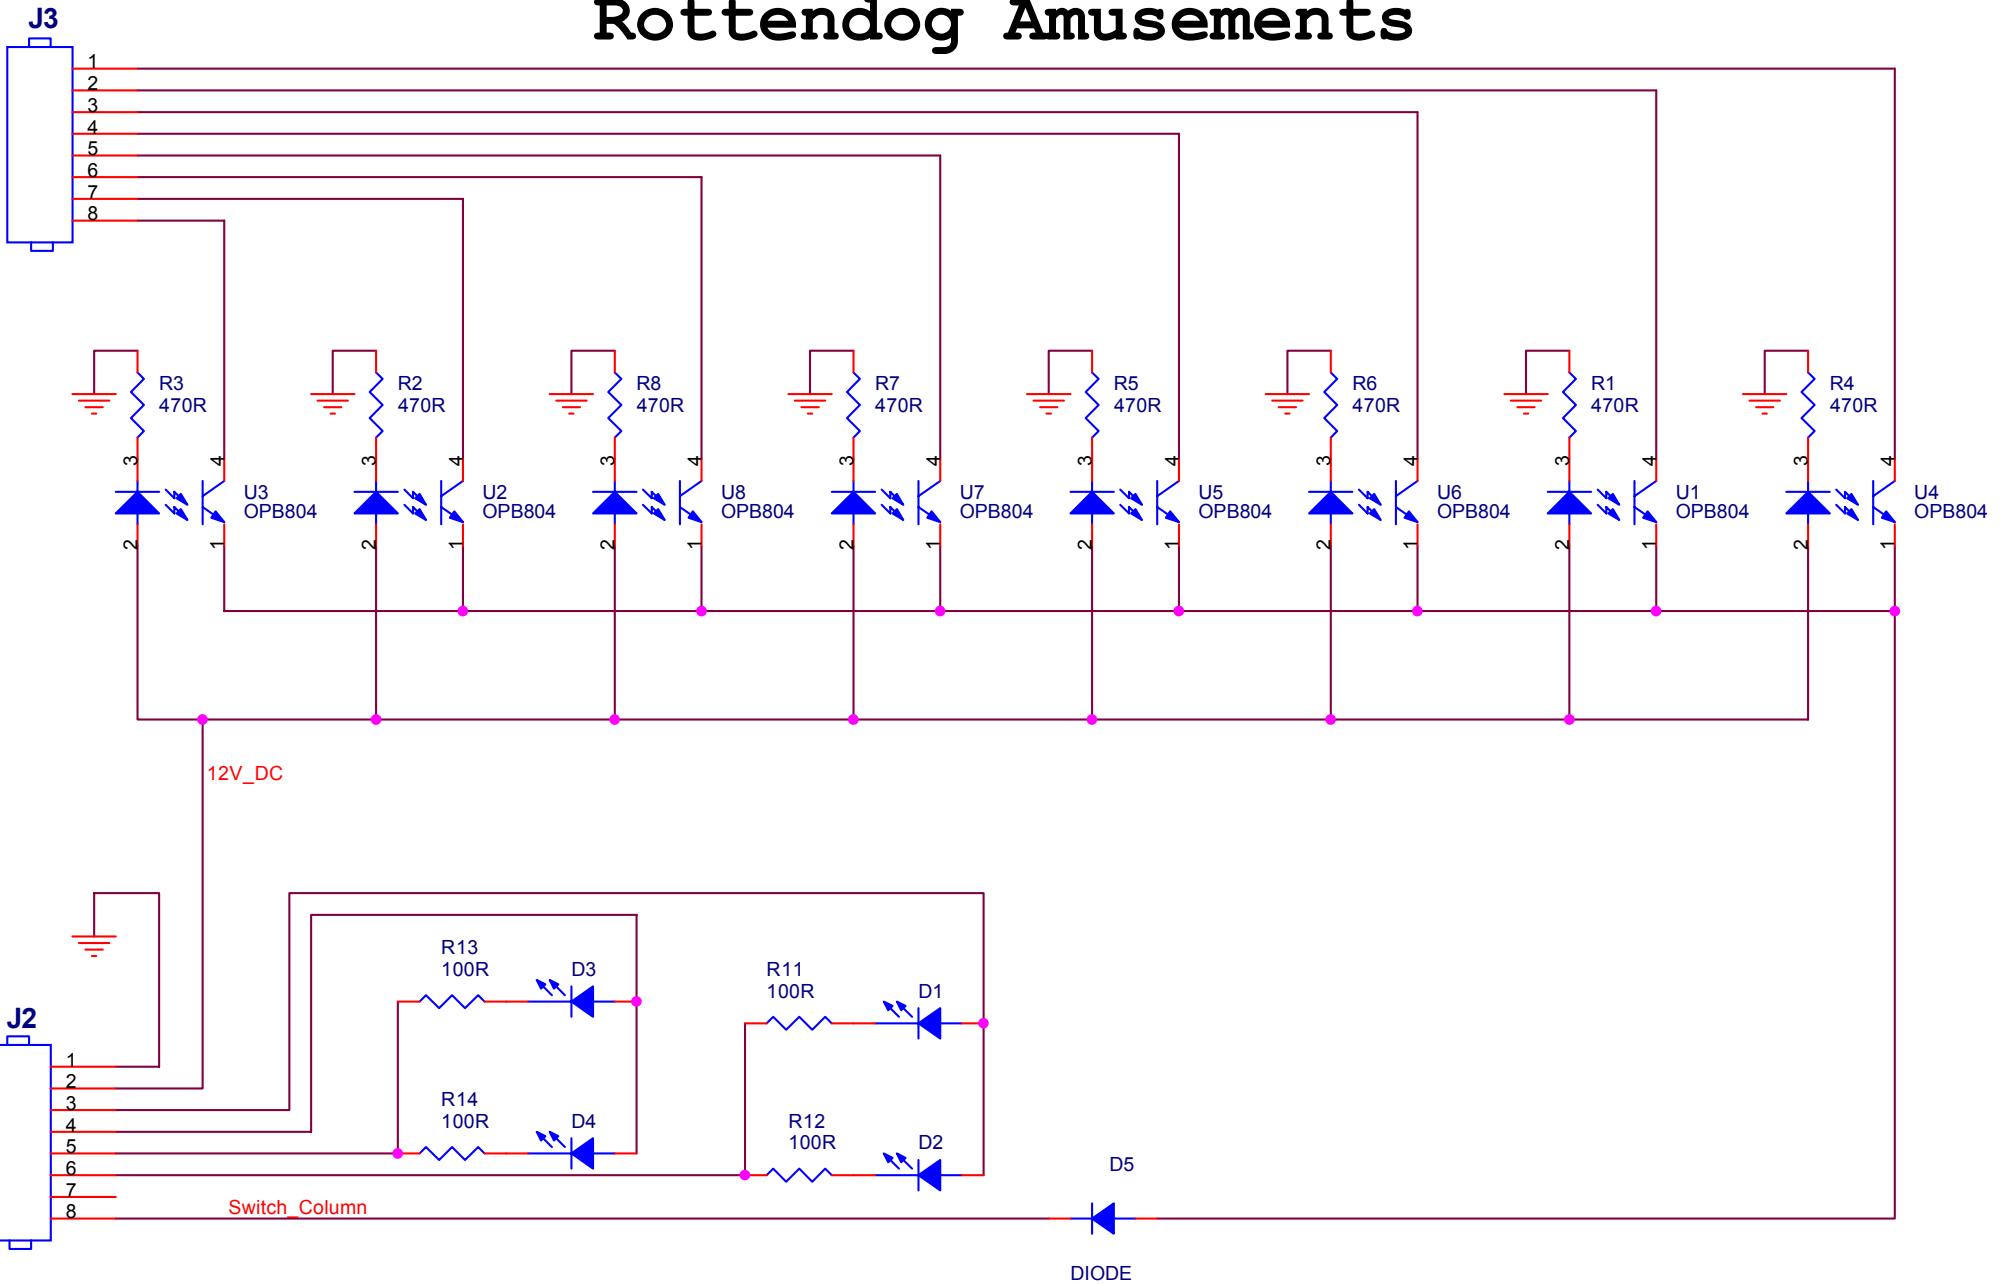 Rottendog Amusements
J3
1
2
3
4
5
6
7
8
R3
470R
R2
470R
R8
470R
R7
470R
R5
470R
R6
470R
R1
470R
R4
470R
3 4 3 4 3 4 3 4 3 4 3 4 3 4 3 4
U3
OPB804
U2
OPB804
U8
OPB804
U7
OPB804
U5
OPB804
U6
OPB804
U1
OPB804
U4
OPB804
2 1 2 1 2 1 2 1 2 1 2 1 2 1 2 1
12V_DC
R13
100R
D3
R11
100R
D1
J2
1
2
3
4
5
6
7
8
R14
100R
D4
R12
100R
D2
D5
Switch_Column
DIODE